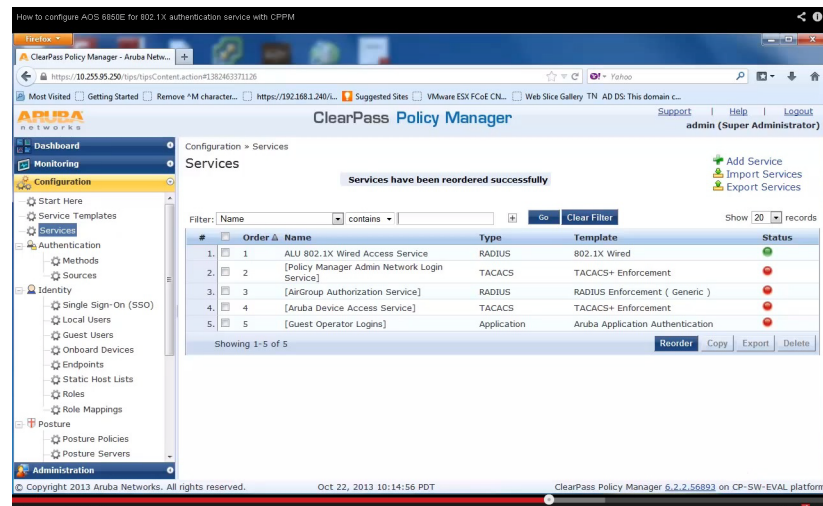 How to configure AOS 6850E for 802.1X authentication service with CPPM
Firefox
ClearPass Policy Manager - Aruba Netw...
https://10.255.95.250/tips/tipsContent.action#1382463371126
Yahoo
Most Visited Getting Started Remove ^M character... https://192.168.1.240/i... Suggested Sites VMware ESX FCoE CN... Web Slice Gallery TN AD DS: This domain c...
ARUBA networks
ClearPass Policy Manager
Support | Help | Logout
admin (Super Administrator)
Dashboard
Monitoring
Configuration
Start Here
Service Templates
Services
Authentication
Methods
Sources
Identity
Single Sign-On (SSO)
Local Users
Guest Users
Onboard Devices
Endpoints
Static Host Lists
Roles
Role Mappings
Posture
Posture Policies
Posture Servers
Administration
Configuration » Services
Services
Services have been reordered successfully
Add Service
Import Services
Export Services
Filter: Name contains Go Clear Filter Show 20 records
# Order Name Type Template Status
1. 1 ALU 802.1X Wired Access Service RADIUS 802.1X Wired
2. 2 [Policy Manager Admin Network Login Service] TACACS TACACS+ Enforcement
3. 3 [AirGroup Authorization Service] RADIUS RADIUS Enforcement ( Generic )
4. 4 [Aruba Device Access Service] TACACS TACACS+ Enforcement
5. 5 [Guest Operator Logins] Application Aruba Application Authentication
Showing 1-5 of 5 Reorder Copy Export Delete
© Copyright 2013 Aruba Networks. All rights reserved. Oct 22, 2013 10:14:56 PDT ClearPass Policy Manager 6.2.2.56893 on CP-SW-EVAL platform